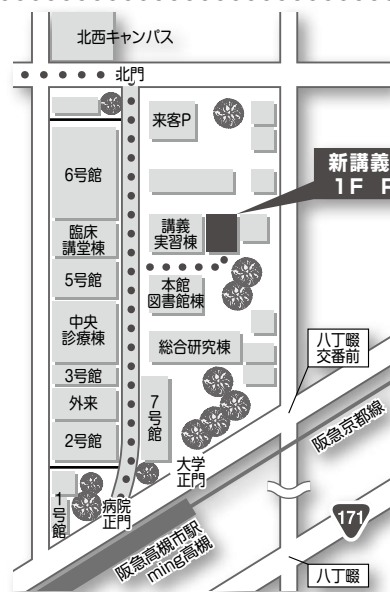 北西キャンパス
北門
来客P
6号館
新講義
1F P
臨床
講堂棟
講義
実習棟
5号館
本館
図書館棟
中央
診療棟
総合研究棟
八丁畷
交番前
3号館
外来
7号館
2号館
阪急京都線
大学
正門
1号館
病院
正門
171
阪急高槻市駅
ming高槻
八丁畷